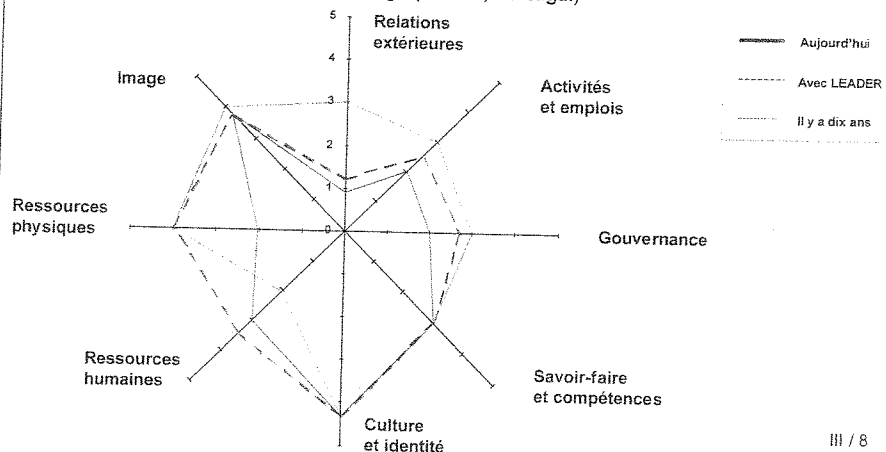 5
Relations
extérieures
Aujourd'hui
4
Image
Activités
et emplois
Avec LEADER
3
Il y a dix ans
2
1
Ressources
physiques
0
Gouvernance
Ressources
humaines
Savoir-faire
et compétences
Culture
et identité
III / 8